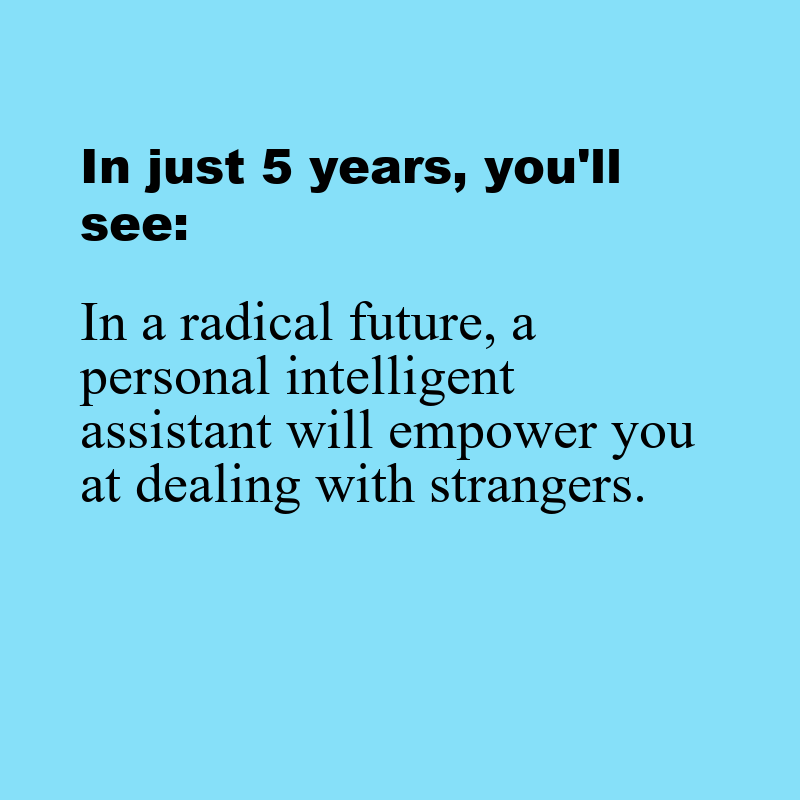 In just 5 years, you'll
see:
In a radical future, a
personal intelligent
assistant will empower you
at dealing with strangers.